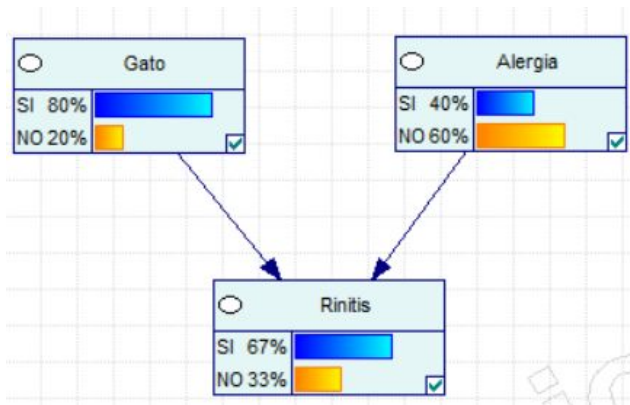 Gato
SI 80%
NO 20%
Alergia
SI 40%
NO 60%
Rinitis
SI 67%
NO 33%